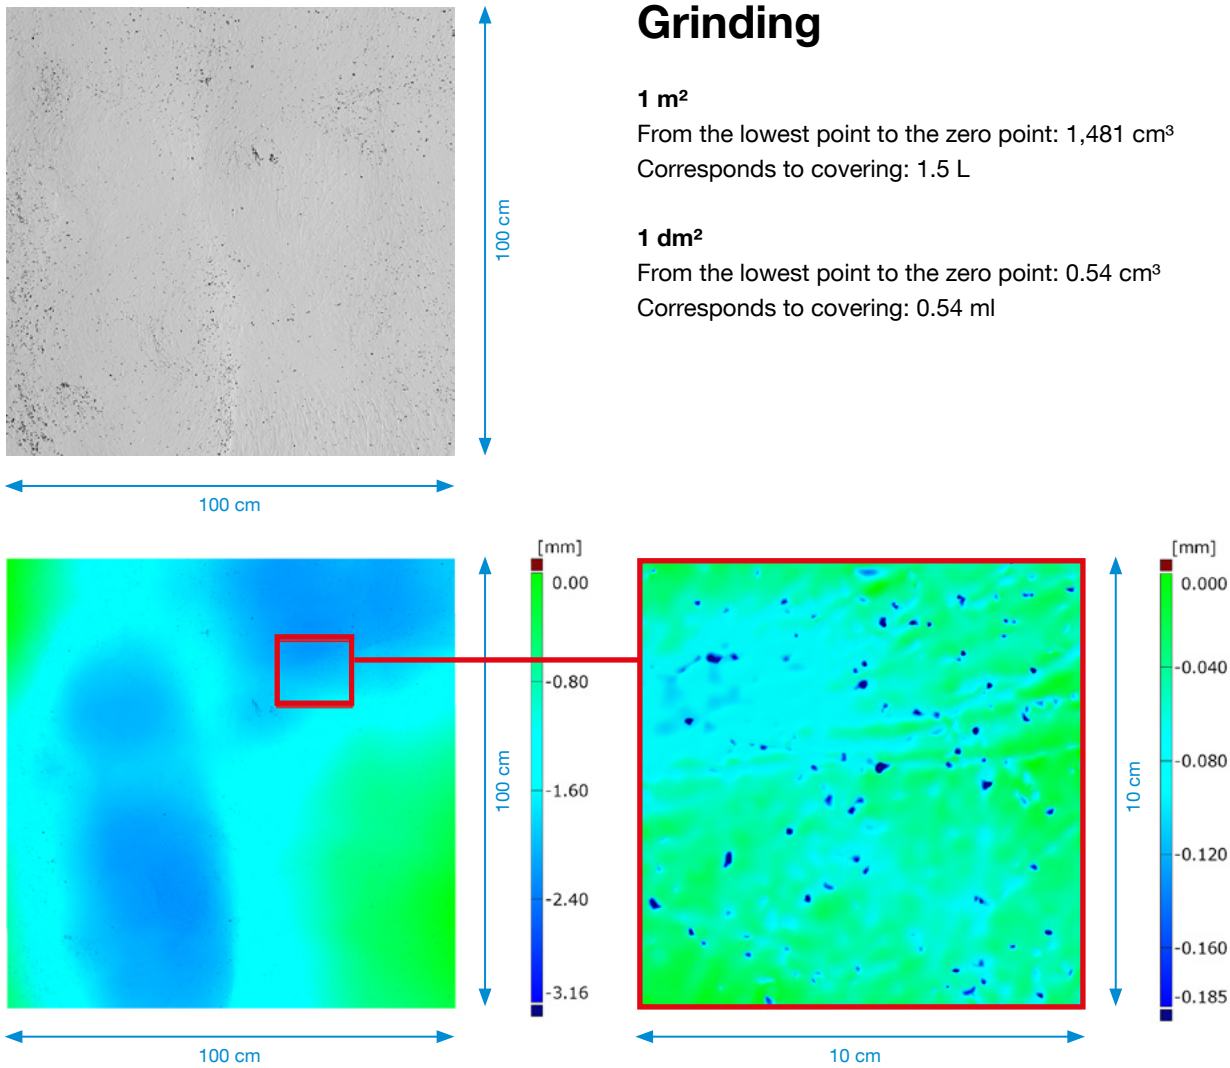 Grinding
1 m²
From the lowest point to the zero point: 1,481 cm³
Corresponds to covering: 1.5 L
1 dm²
From the lowest point to the zero point: 0.54 cm³
Corresponds to covering: 0.54 ml
100 cm
100 cm
[mm]
0.00
-0.80
-1.60
-2.40
-3.16
100 cm
100 cm
[mm]
0.000
-0.040
-0.080
-0.120
-0.160
-0.185
10 cm
10 cm